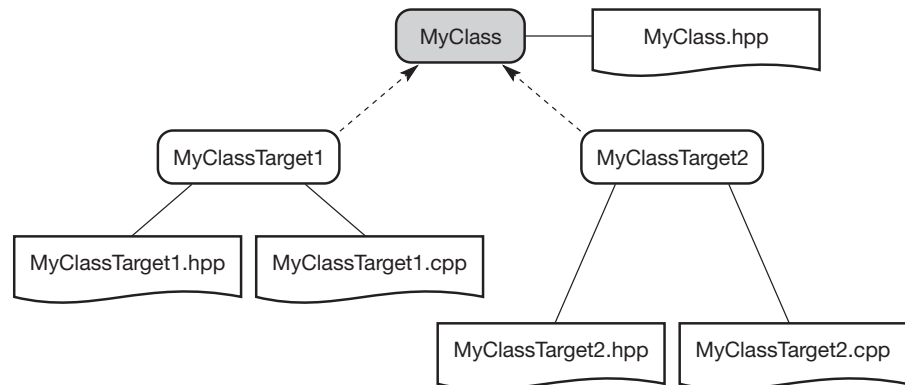 MyClass
MyClass.hpp
MyClassTarget1
MyClassTarget2
MyClassTarget1.hpp
MyClassTarget1.cpp
MyClassTarget2.hpp
MyClassTarget2.cpp